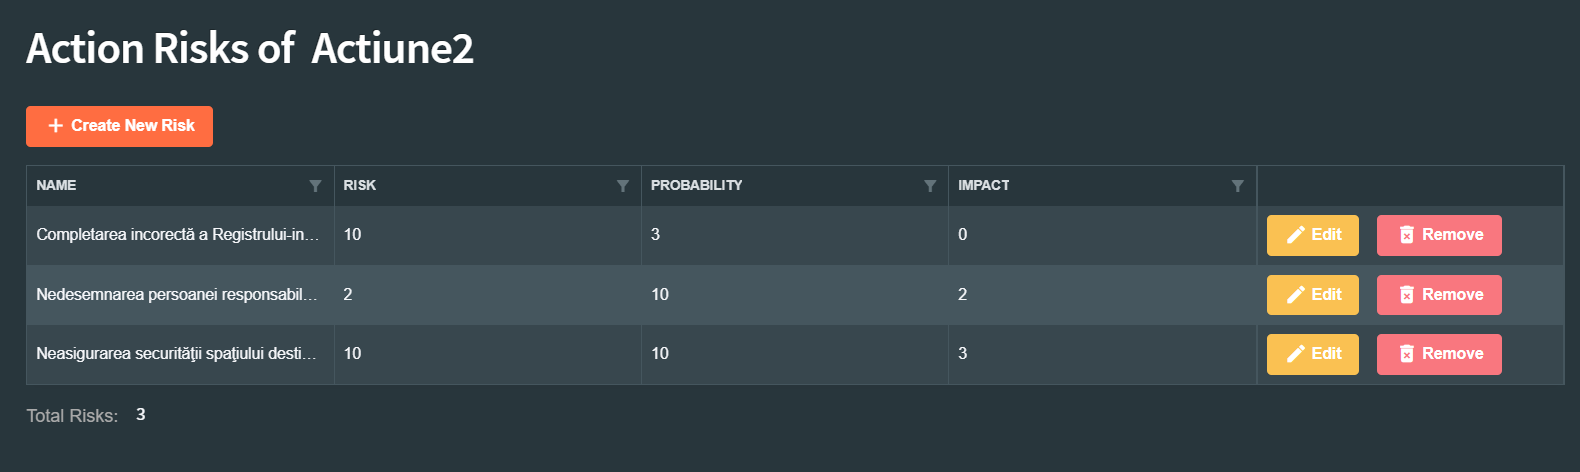 Action Risks of Actiune2
Create New Risk
NAME RISK PROBABILITY IMPACT
Completarea incorectă a Registrului-in... 10 3 0 Edit Remove
Nedesemnarea persoanei responsabil... 2 10 2 Edit Remove
Neasigurarea securităţii spaţiului desti... 10 10 3 Edit Remove
Total Risks: 3